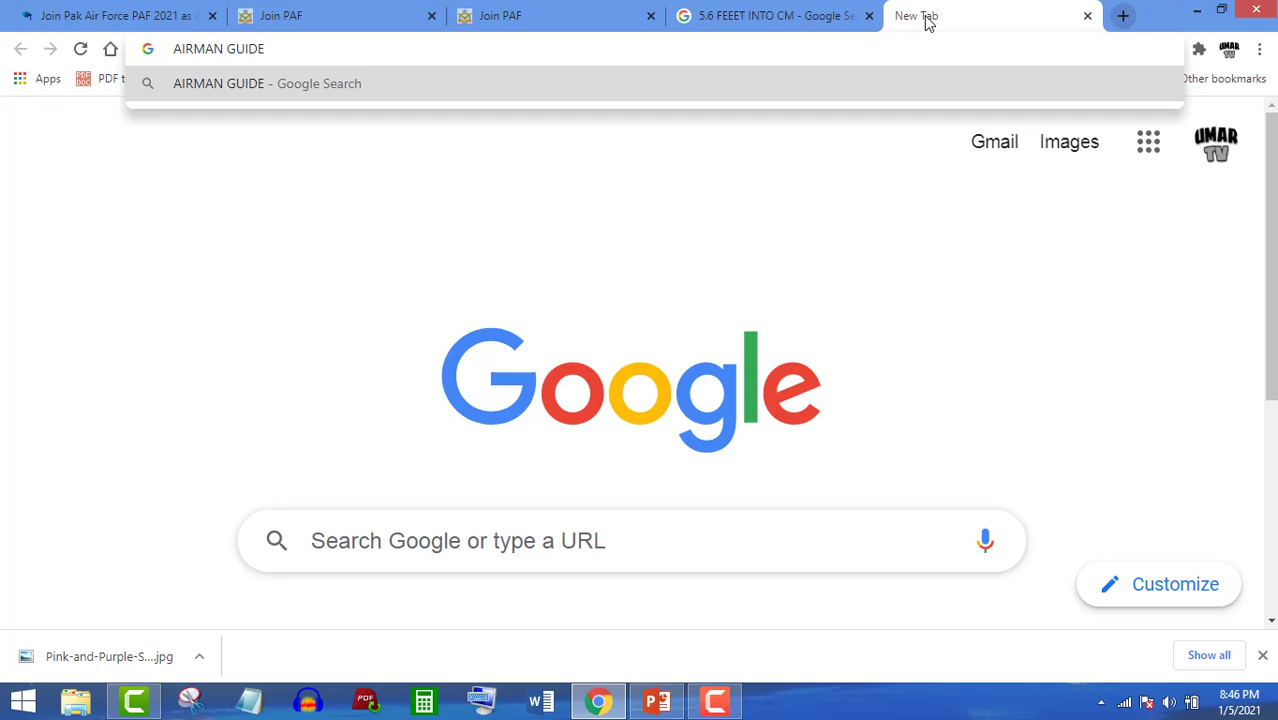 Join Pak Air Force PAF 2021 as A
Join PAF
Join PAF
5.6 FEEET INTO CM - Google Se
New Tab
AIRMAN GUIDE
Apps
PDF t
AIRMAN GUIDE - Google Search
Other bookmarks
Gmail
Images
UMAR
TV
Google
Search Google or type a URL
Customize
Pink-and-Purple-S....jpg
Show all
8:46 PM
1/5/2021